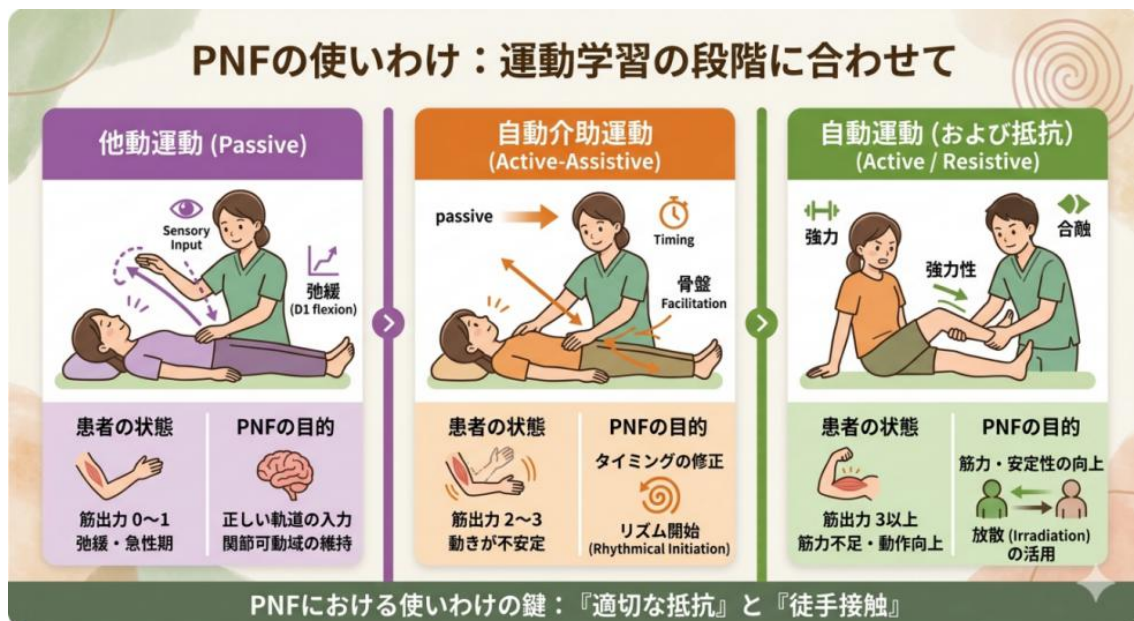 PNFの使いわけ：運動学習の段階に合わせて
他動運動 (Passive)
Sensory
Input
弛緩
(D1 flexion)
患者の状態
筋出力 0〜1
弛緩・急性期
PNFの目的
正しい軌道の入力
関節可動域の維持
自動介助運動
(Active-Assistive)
passive
Timing
骨盤
Facilitation
患者の状態
筋出力 2〜3
動きが不安定
PNFの目的
タイミングの修正
リズム開始
(Rhythmical Initiation)
自動運動 (および抵抗)
(Active / Resistive)
強力
合融
強力性
患者の状態
筋出力 3以上
筋力不足・動作向上
PNFの目的
筋力・安定性の向上
放散 (Irradiation)
の活用
PNFにおける使いわけの鍵：『適切な抵抗』と『徒手接触』